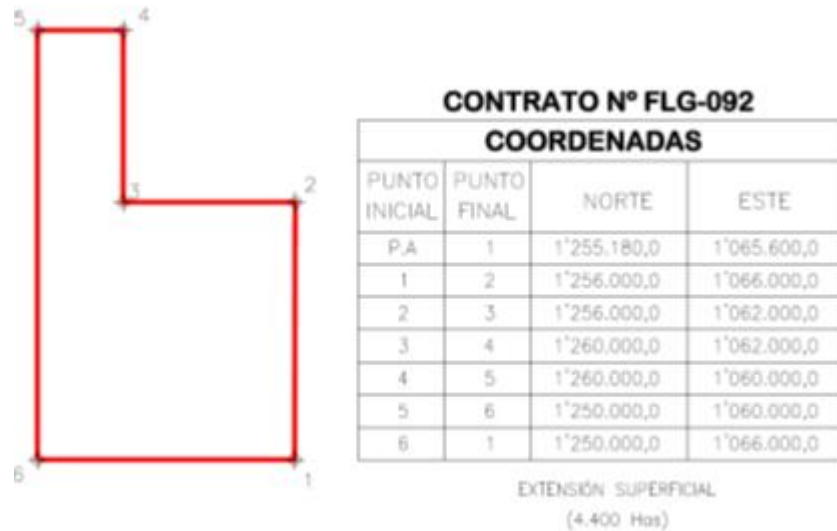 5 4
3 2
6 1
CONTRATO Nº FLG-092
COORDENADAS
PUNTO INICIAL PUNTO FINAL NORTE ESTE
P.A 1 1'255.180,0 1'065.600,0
1 2 1'256.000,0 1'066.000,0
2 3 1'256.000,0 1'062.000,0
3 4 1'260.000,0 1'062.000,0
4 5 1'260.000,0 1'060.000,0
5 6 1'250.000,0 1'060.000,0
6 1 1'250.000,0 1'066.000,0
EXTENSIÓN SUPERFICIAL
(4.400 Has)